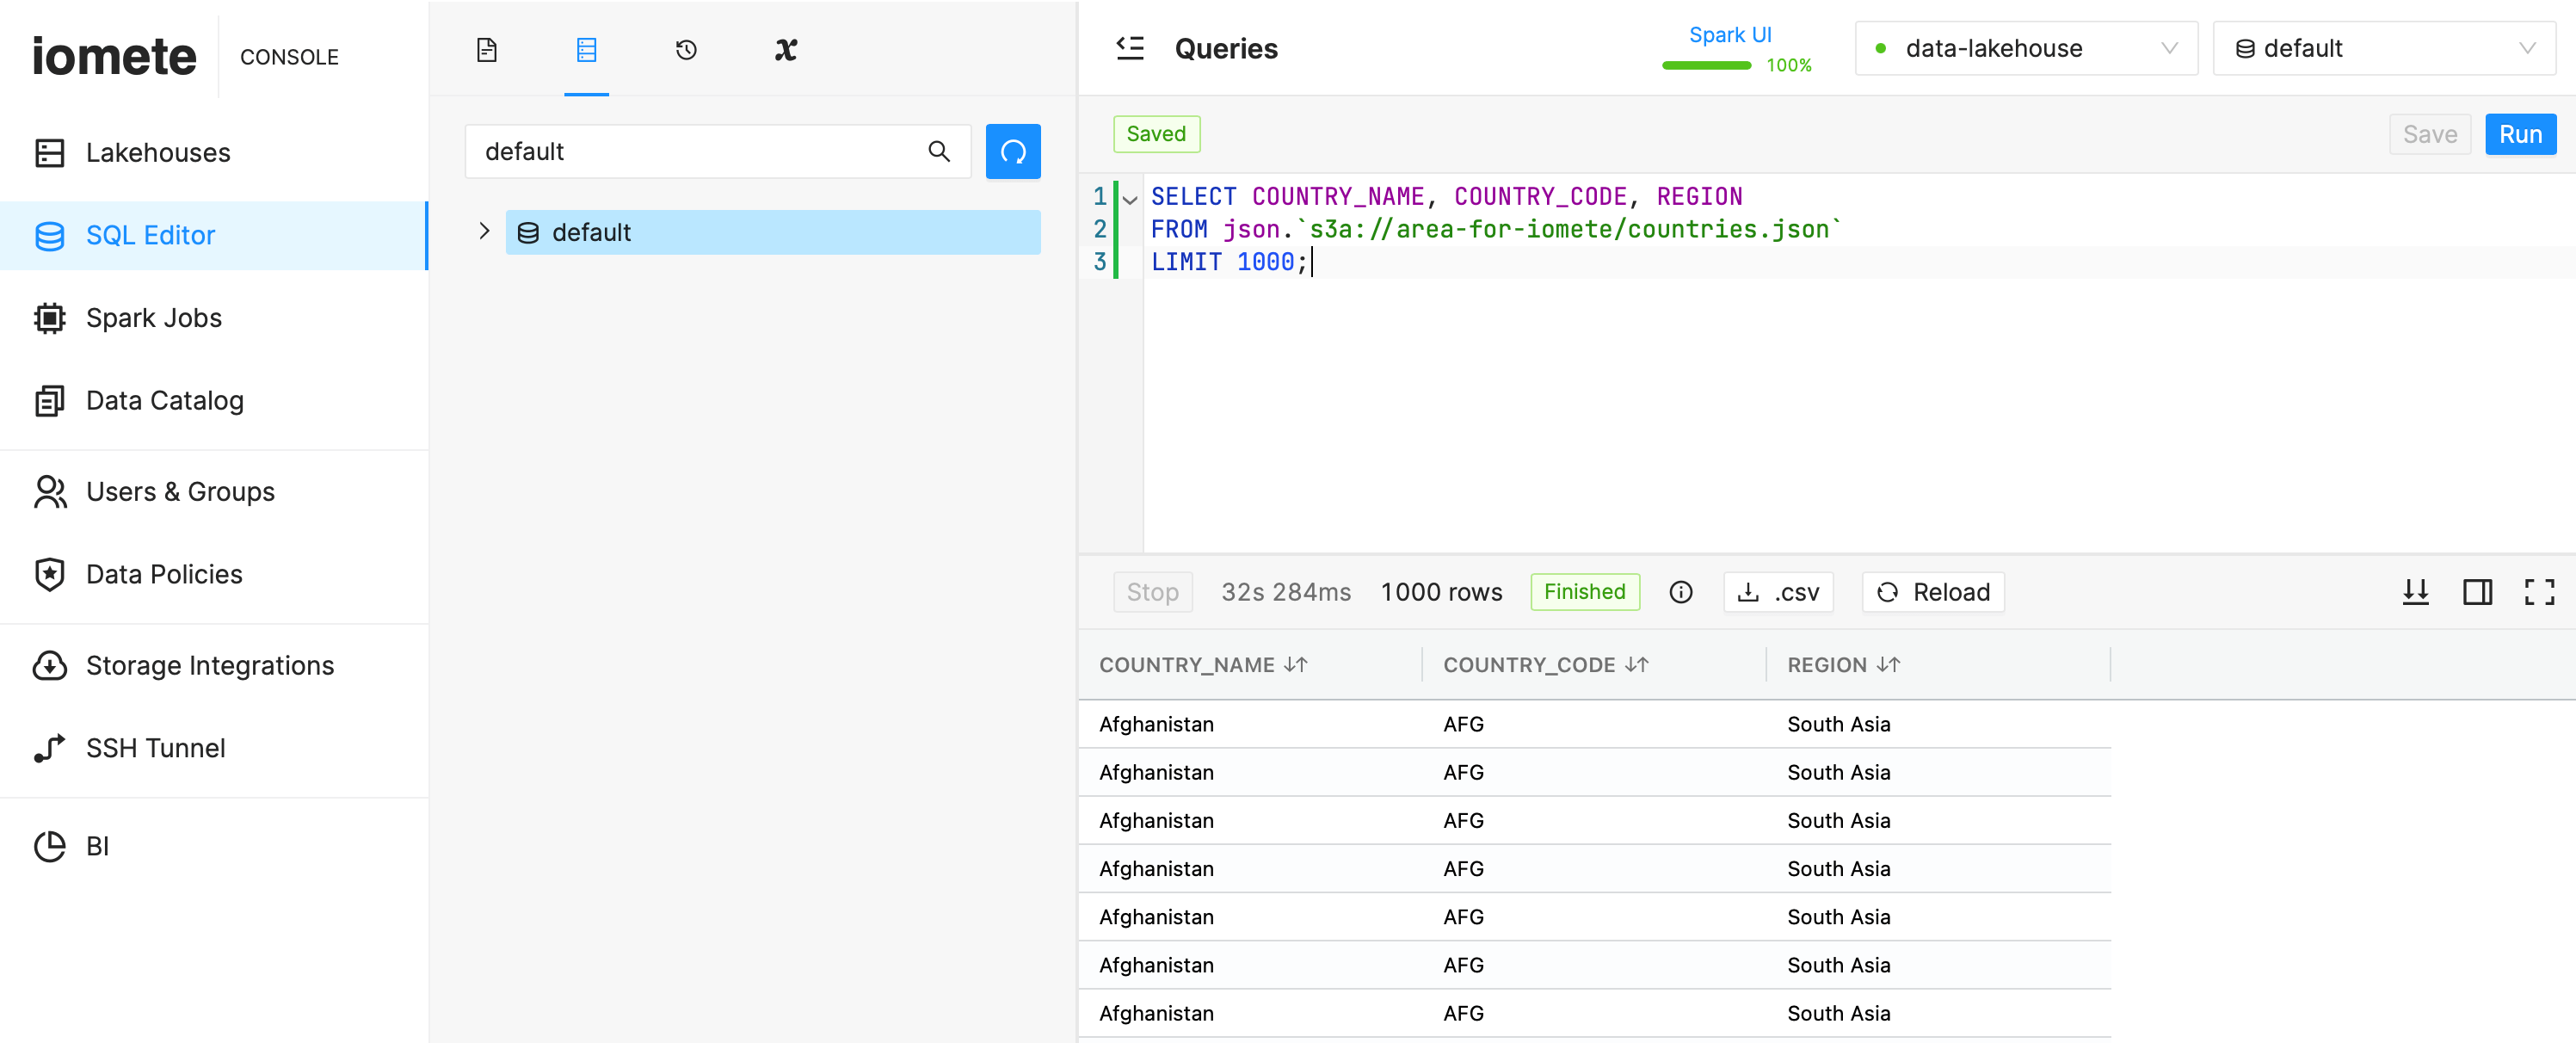 iomete CONSOLE
Lakehouses
SQL Editor
Spark Jobs
Data Catalog
Users & Groups
Data Policies
Storage Integrations
SSH Tunnel
BI
default
default
Queries
Spark UI
100%
data-lakehouse
default
Saved
Save
Run
1 SELECT COUNTRY_NAME, COUNTRY_CODE, REGION
2 FROM json.`s3a://area-for-iomete/countries.json`
3 LIMIT 1000;
Stop 32s 284ms 1000 rows Finished .csv Reload
COUNTRY_NAME COUNTRY_CODE REGION
Afghanistan AFG South Asia
Afghanistan AFG South Asia
Afghanistan AFG South Asia
Afghanistan AFG South Asia
Afghanistan AFG South Asia
Afghanistan AFG South Asia
Afghanistan AFG South Asia